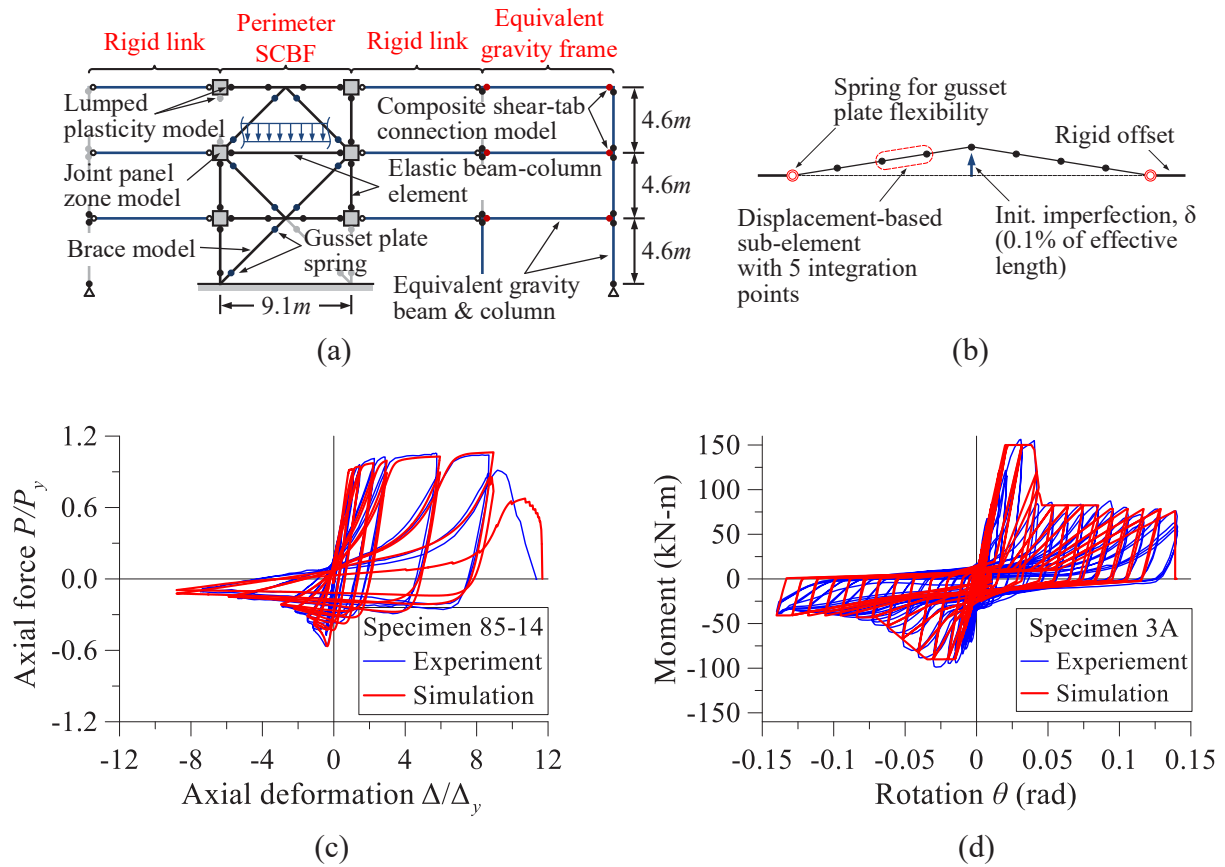 Rigid link
Perimeter
SCBF
Rigid link
Equivalent
gravity frame
Lumped
plasticity model
Joint panel
zone model
Brace model
Composite shear-tab
connection model
Elastic beam-column
element
Gusset plate
spring
Equivalent gravity
beam & column
4.6m
4.6m
4.6m
9.1m
(a)
Spring for gusset
plate flexibility
Rigid offset
Displacement-based
sub-element
with 5 integration
points
Init. imperfection, δ
(0.1% of effective
length)
(b)
Axial force P/Py
1.2
0.6
0.0
-0.6
-1.2
-12 -8 -4 0 4 8 12
Axial deformation Δ/Δy
Specimen 85-14
Experiment
Simulation
(c)
Moment (kN-m)
150
100
50
0
-50
-100
-150
-0.15 -0.1 -0.05 0 0.05 0.1 0.15
Rotation θ (rad)
Specimen 3A
Experiement
Simulation
(d)